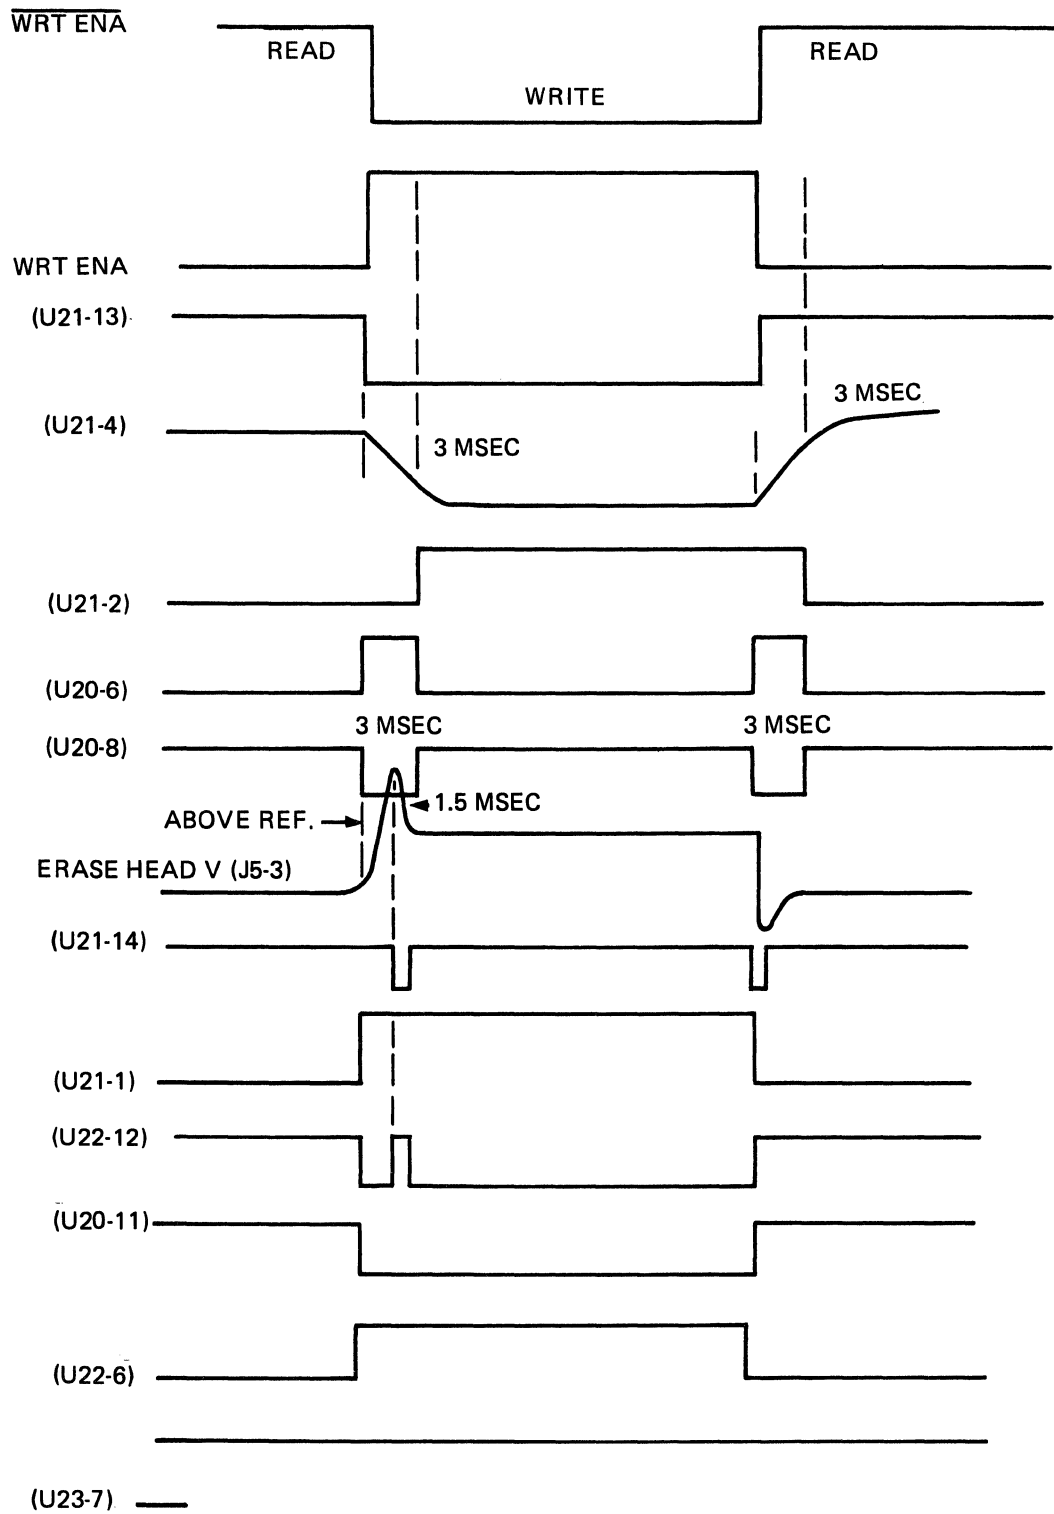 WRT ENA
READ
READ
WRITE
WRT ENA
(U21-13)
3 MSEC
(U21-4)
3 MSEC
(U21-2)
(U20-6)
3 MSEC
3 MSEC
(U20-8)
1.5 MSEC
ABOVE REF.
ERASE HEAD V (J5-3)
(U21-14)
(U21-1)
(U22-12)
(U20-11)
(U22-6)
(U23-7)